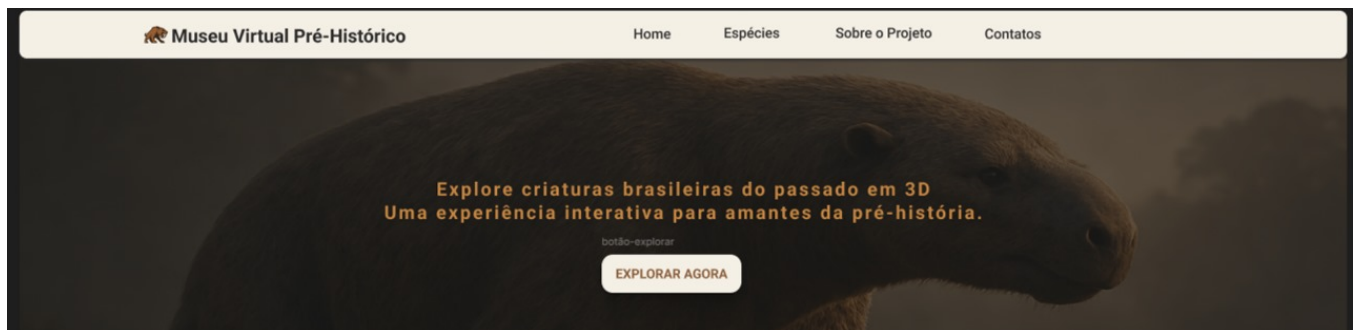 Museu Virtual Pré-Histórico
Home
Espécies
Sobre o Projeto
Contatos
Explore criaturas brasileiras do passado em 3D
Uma experiência interativa para amantes da pré-história.
botão-explorar
EXPLORAR AGORA